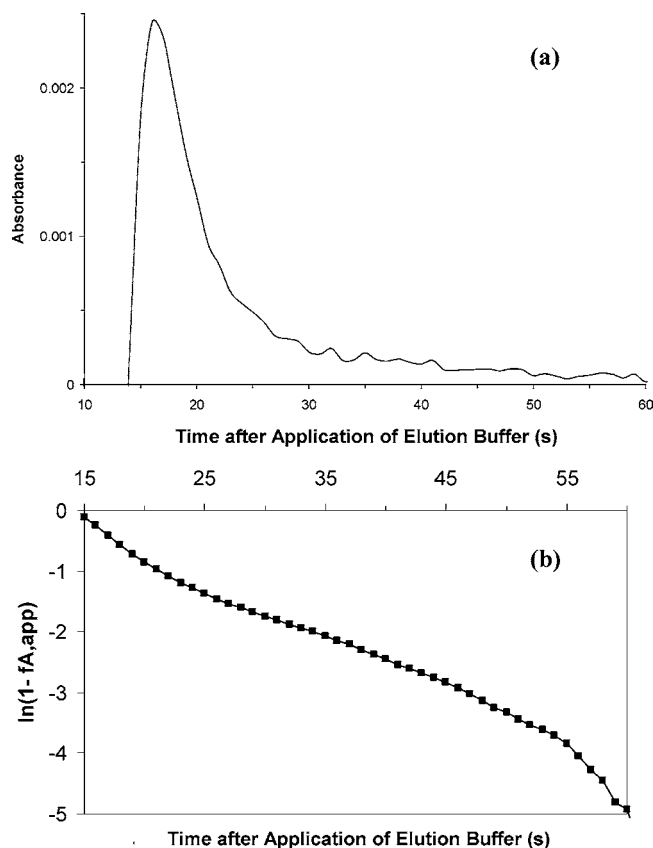 (a)
0.002
0.001
0
Absorbance
10 20 30 40 50 60
Time after Application of Elution Buffer (s)
15 25 35 45 55
(b)
0
-1
-2
-3
-4
-5
ln(1- fA,app)
Time after Application of Elution Buffer (s)